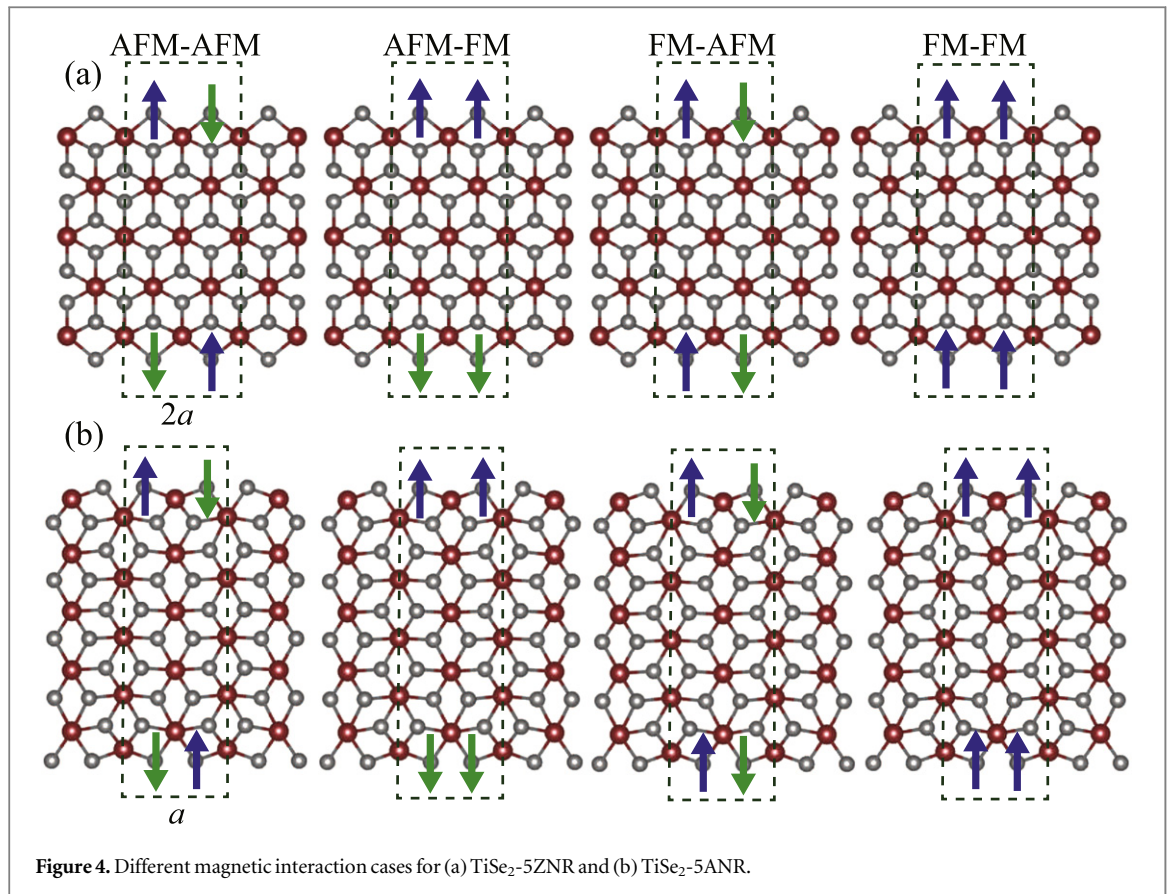 AFM-AFM AFM-FM FM-AFM FM-FM
(a)
2a
(b)
a
Figure 4. Different magnetic interaction cases for (a) TiSe₂-5ZNR and (b) TiSe₂-5ANR.